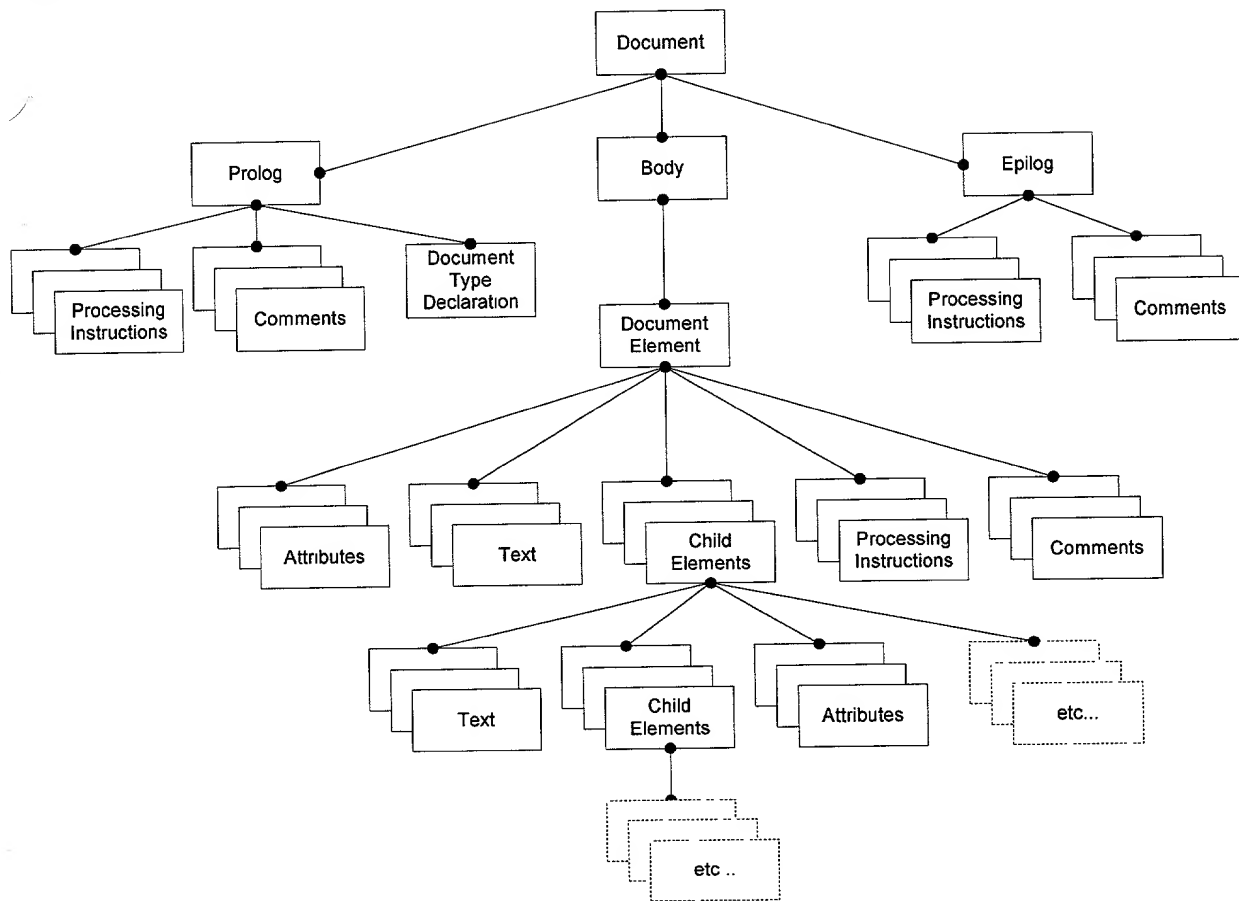 Document
Prolog
Body
Epilog
Processing
Instructions
Comments
Document
Type
Declaration
Processing
Instructions
Comments
Document
Element
Attributes
Text
Child
Elements
Processing
Instructions
Comments
Text
Child
Elements
Attributes
etc...
etc ..